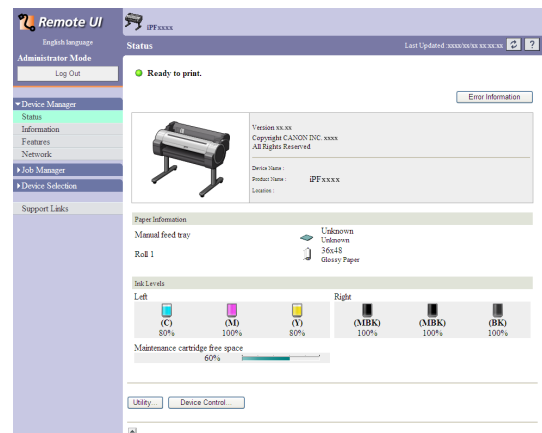 Remote UI
English language
Administrator Mode
Log Out
Device Manager
Status
Information
Features
Network
Job Manager
Device Selection
Support Links
iPFxxxx
Status
Last Updated :xxxx/xx/xx xx:xx:xx
?
Ready to print.
Error Information
Version xx.xx
Copyright CANON INC. xxxx
All Rights Reserved
Device Name :
Product Name : iPFxxxx
Location :
Paper Information
Manual feed tray
Unknown
Unknown
Roll 1
36x48
Glossy Paper
Ink Levels
Left Right
(C) (M) (Y) (MBK) (MBK) (BK)
80% 100% 80% 100% 100% 100%
Maintenance cartridge free space
60%
Utility... Device Control...